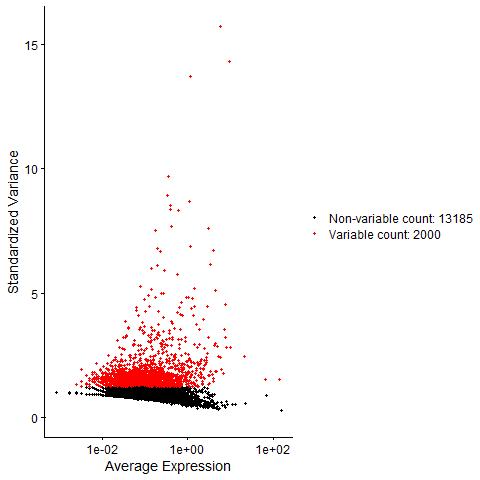 15
10
5
0
Standardized Variance
1e-02 1e+00 1e+02
Average Expression
Non-variable count: 13185
Variable count: 2000